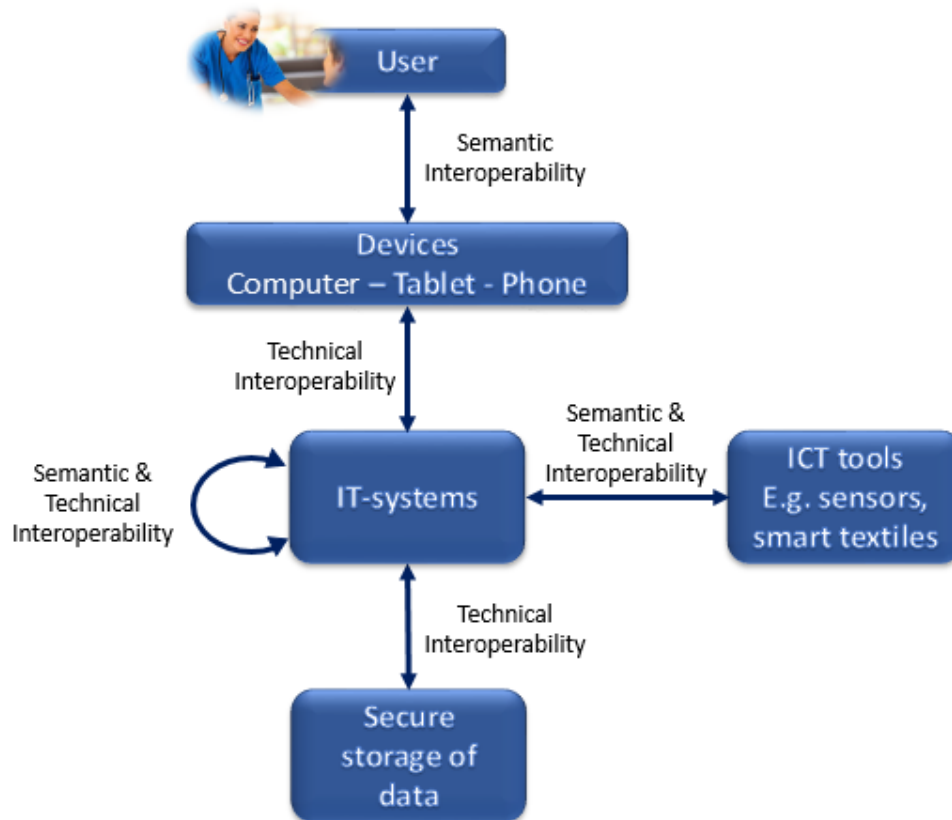 User
Semantic
Interoperability
Devices
Computer – Tablet - Phone
Technical
Interoperability
Semantic &
Technical
Interoperability
IT-systems
Semantic &
Technical
Interoperability
ICT tools
E.g. sensors,
smart textiles
Technical
Interoperability
Secure
storage of
data